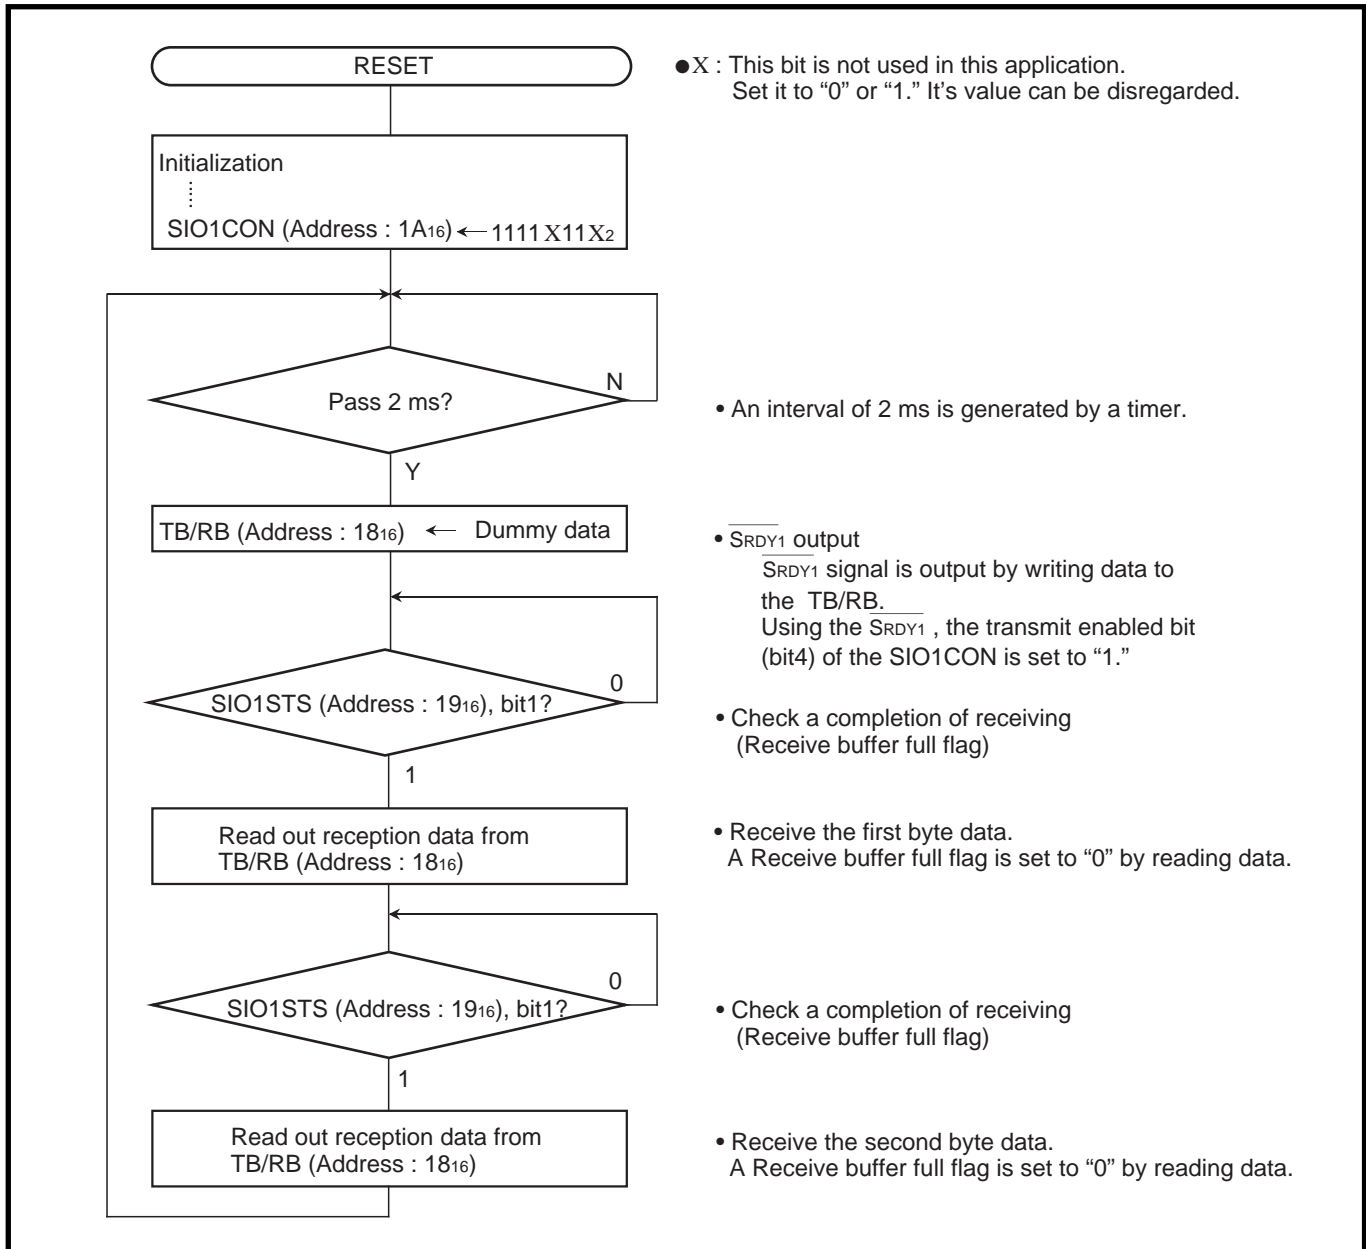 RESET
●X : This bit is not used in this application.
Set it to “0” or “1.” It’s value can be disregarded.
Initialization
SIO1CON (Address : 1A16) ← 1111X11X2
Pass 2 ms?
N
• An interval of 2 ms is generated by a timer.
Y
TB/RB (Address : 1816) ← Dummy data
• SRDY1 output
SRDY1 signal is output by writing data to
the TB/RB.
Using the SRDY1 , the transmit enabled bit
(bit4) of the SIO1CON is set to “1.”
SIO1STS (Address : 1916), bit1?
0
• Check a completion of receiving
(Receive buffer full flag)
1
Read out reception data from
TB/RB (Address : 1816)
• Receive the first byte data.
A Receive buffer full flag is set to “0” by reading data.
SIO1STS (Address : 1916), bit1?
0
• Check a completion of receiving
(Receive buffer full flag)
1
Read out reception data from
TB/RB (Address : 1816)
• Receive the second byte data.
A Receive buffer full flag is set to “0” by reading data.